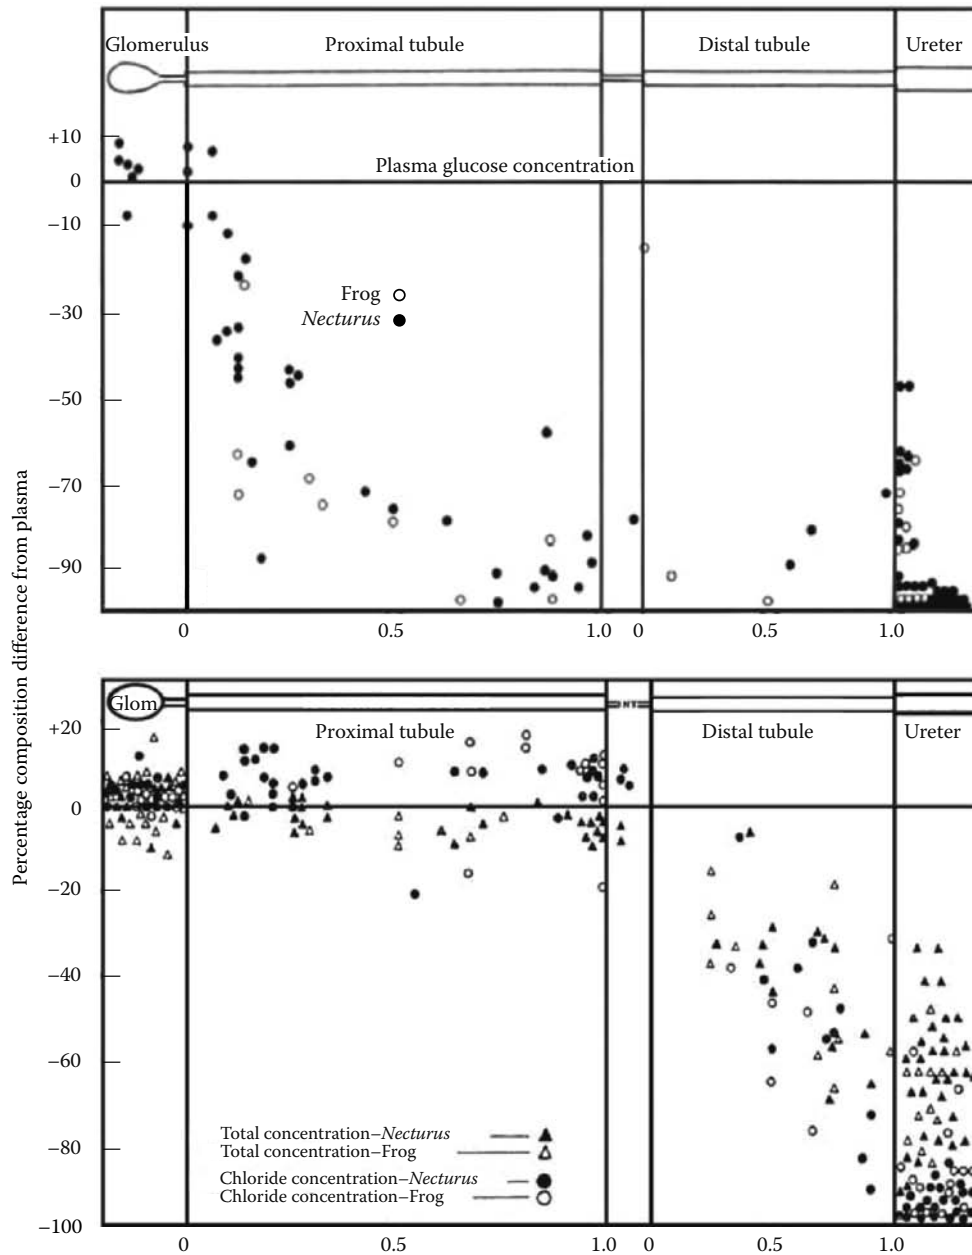 Glomerulus Proximal tubule Distal tubule Ureter
+10
Plasma glucose concentration
0
−10
Frog
−30
Necturus
−50
−70
−90
0 0.5 1.0 0 0.5 1.0
Percentage composition difference from plasma
Glom NT
+20
Proximal tubule Distal tubule Ureter
0
−20
−40
−60
Total concentration–Necturus
−80
Total concentration–Frog
Chloride concentration–Necturus
Chloride concentration–Frog
−100
0 0.5 1.0 0 0.5 1.0